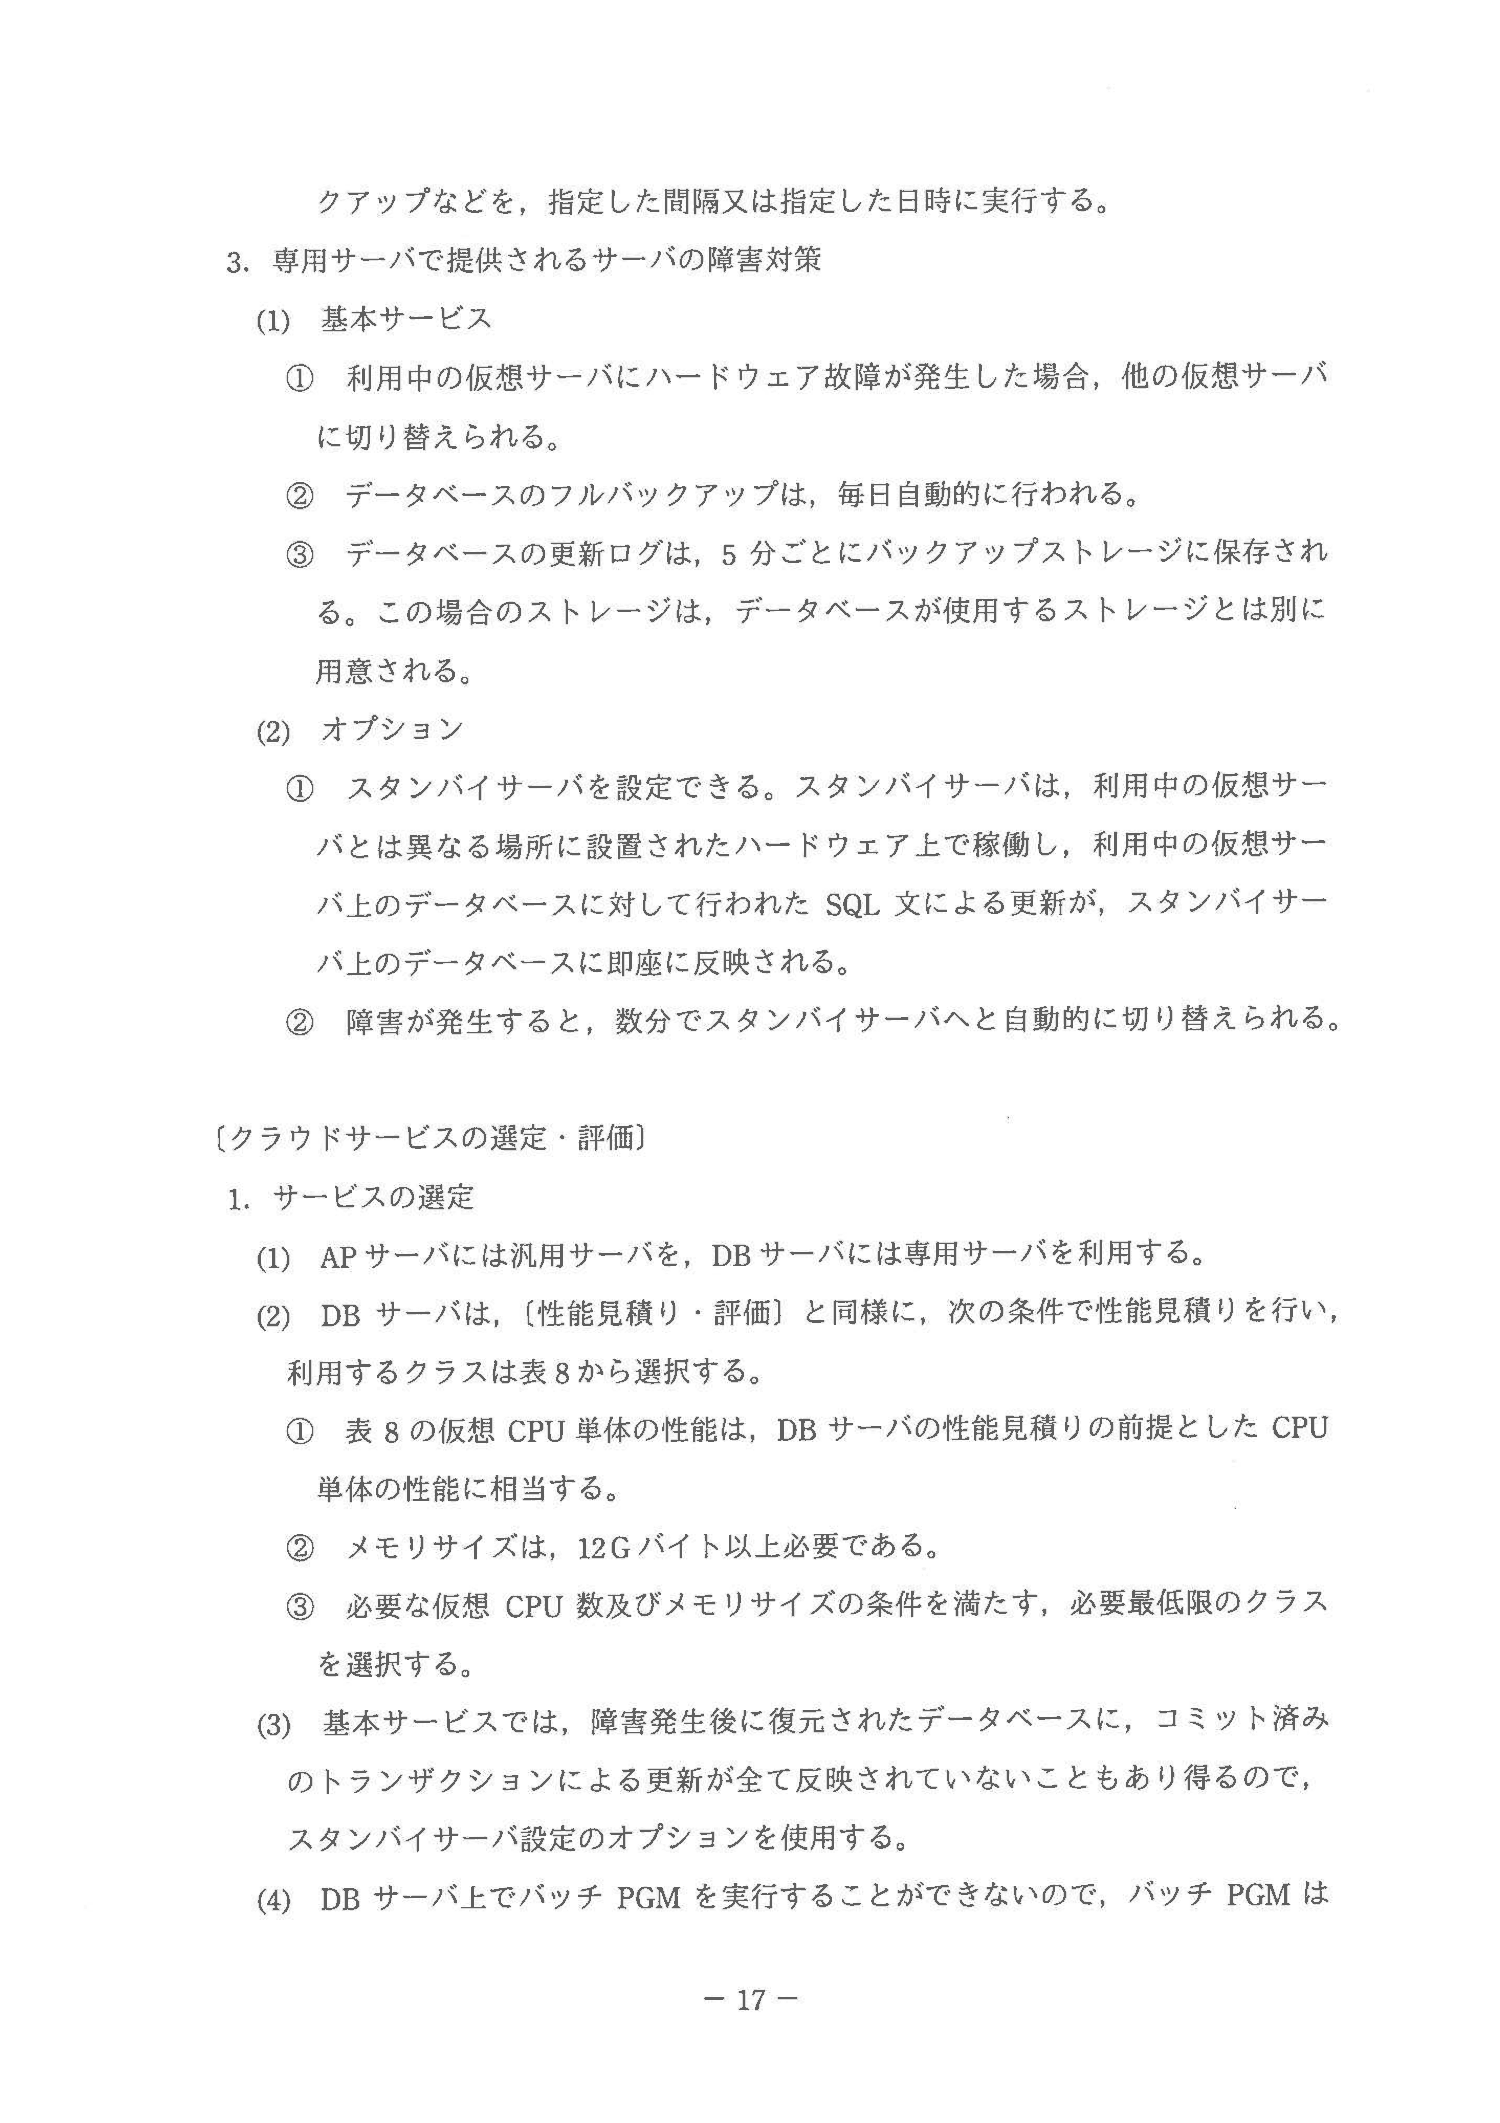 クアップなどを，指定した間隔又は指定した日時に実行する。
3. 専用サーバで提供されるサーバの障害対策
(1) 基本サービス
① 利用中の仮想サーバにハードウェア故障が発生した場合，他の仮想サーバ
に切り替えられる。
② データベースのフルバックアップは，毎日自動的に行われる。
③ データベースの更新ログは，5 分ごとにバックアップストレージに保存され
る。この場合のストレージは，データベースが使用するストレージとは別に
用意される。
(2) オプション
① スタンバイサーバを設定できる。スタンバイサーバは，利用中の仮想サー
バとは異なる場所に設置されたハードウェア上で稼働し，利用中の仮想サー
バ上のデータベースに対して行われた SQL 文による更新が，スタンバイサー
バ上のデータベースに即座に反映される。
② 障害が発生すると，数分でスタンバイサーバへと自動的に切り替えられる。
〔クラウドサービスの選定・評価〕
1. サービスの選定
(1) AP サーバには汎用サーバを，DB サーバには専用サーバを利用する。
(2) DB サーバは，〔性能見積り・評価〕と同様に，次の条件で性能見積りを行い，
利用するクラスは表 8 から選択する。
① 表 8 の仮想 CPU 単体の性能は，DB サーバの性能見積りの前提とした CPU
単体の性能に相当する。
② メモリサイズは，12G バイト以上必要である。
③ 必要な仮想 CPU 数及びメモリサイズの条件を満たす，必要最低限のクラス
を選択する。
(3) 基本サービスでは，障害発生後に復元されたデータベースに，コミット済み
のトランザクションによる更新が全て反映されていないこともあり得るので，
スタンバイサーバ設定のオプションを使用する。
(4) DB サーバ上でバッチ PGM を実行することができないので，バッチ PGM は
－ 17 －